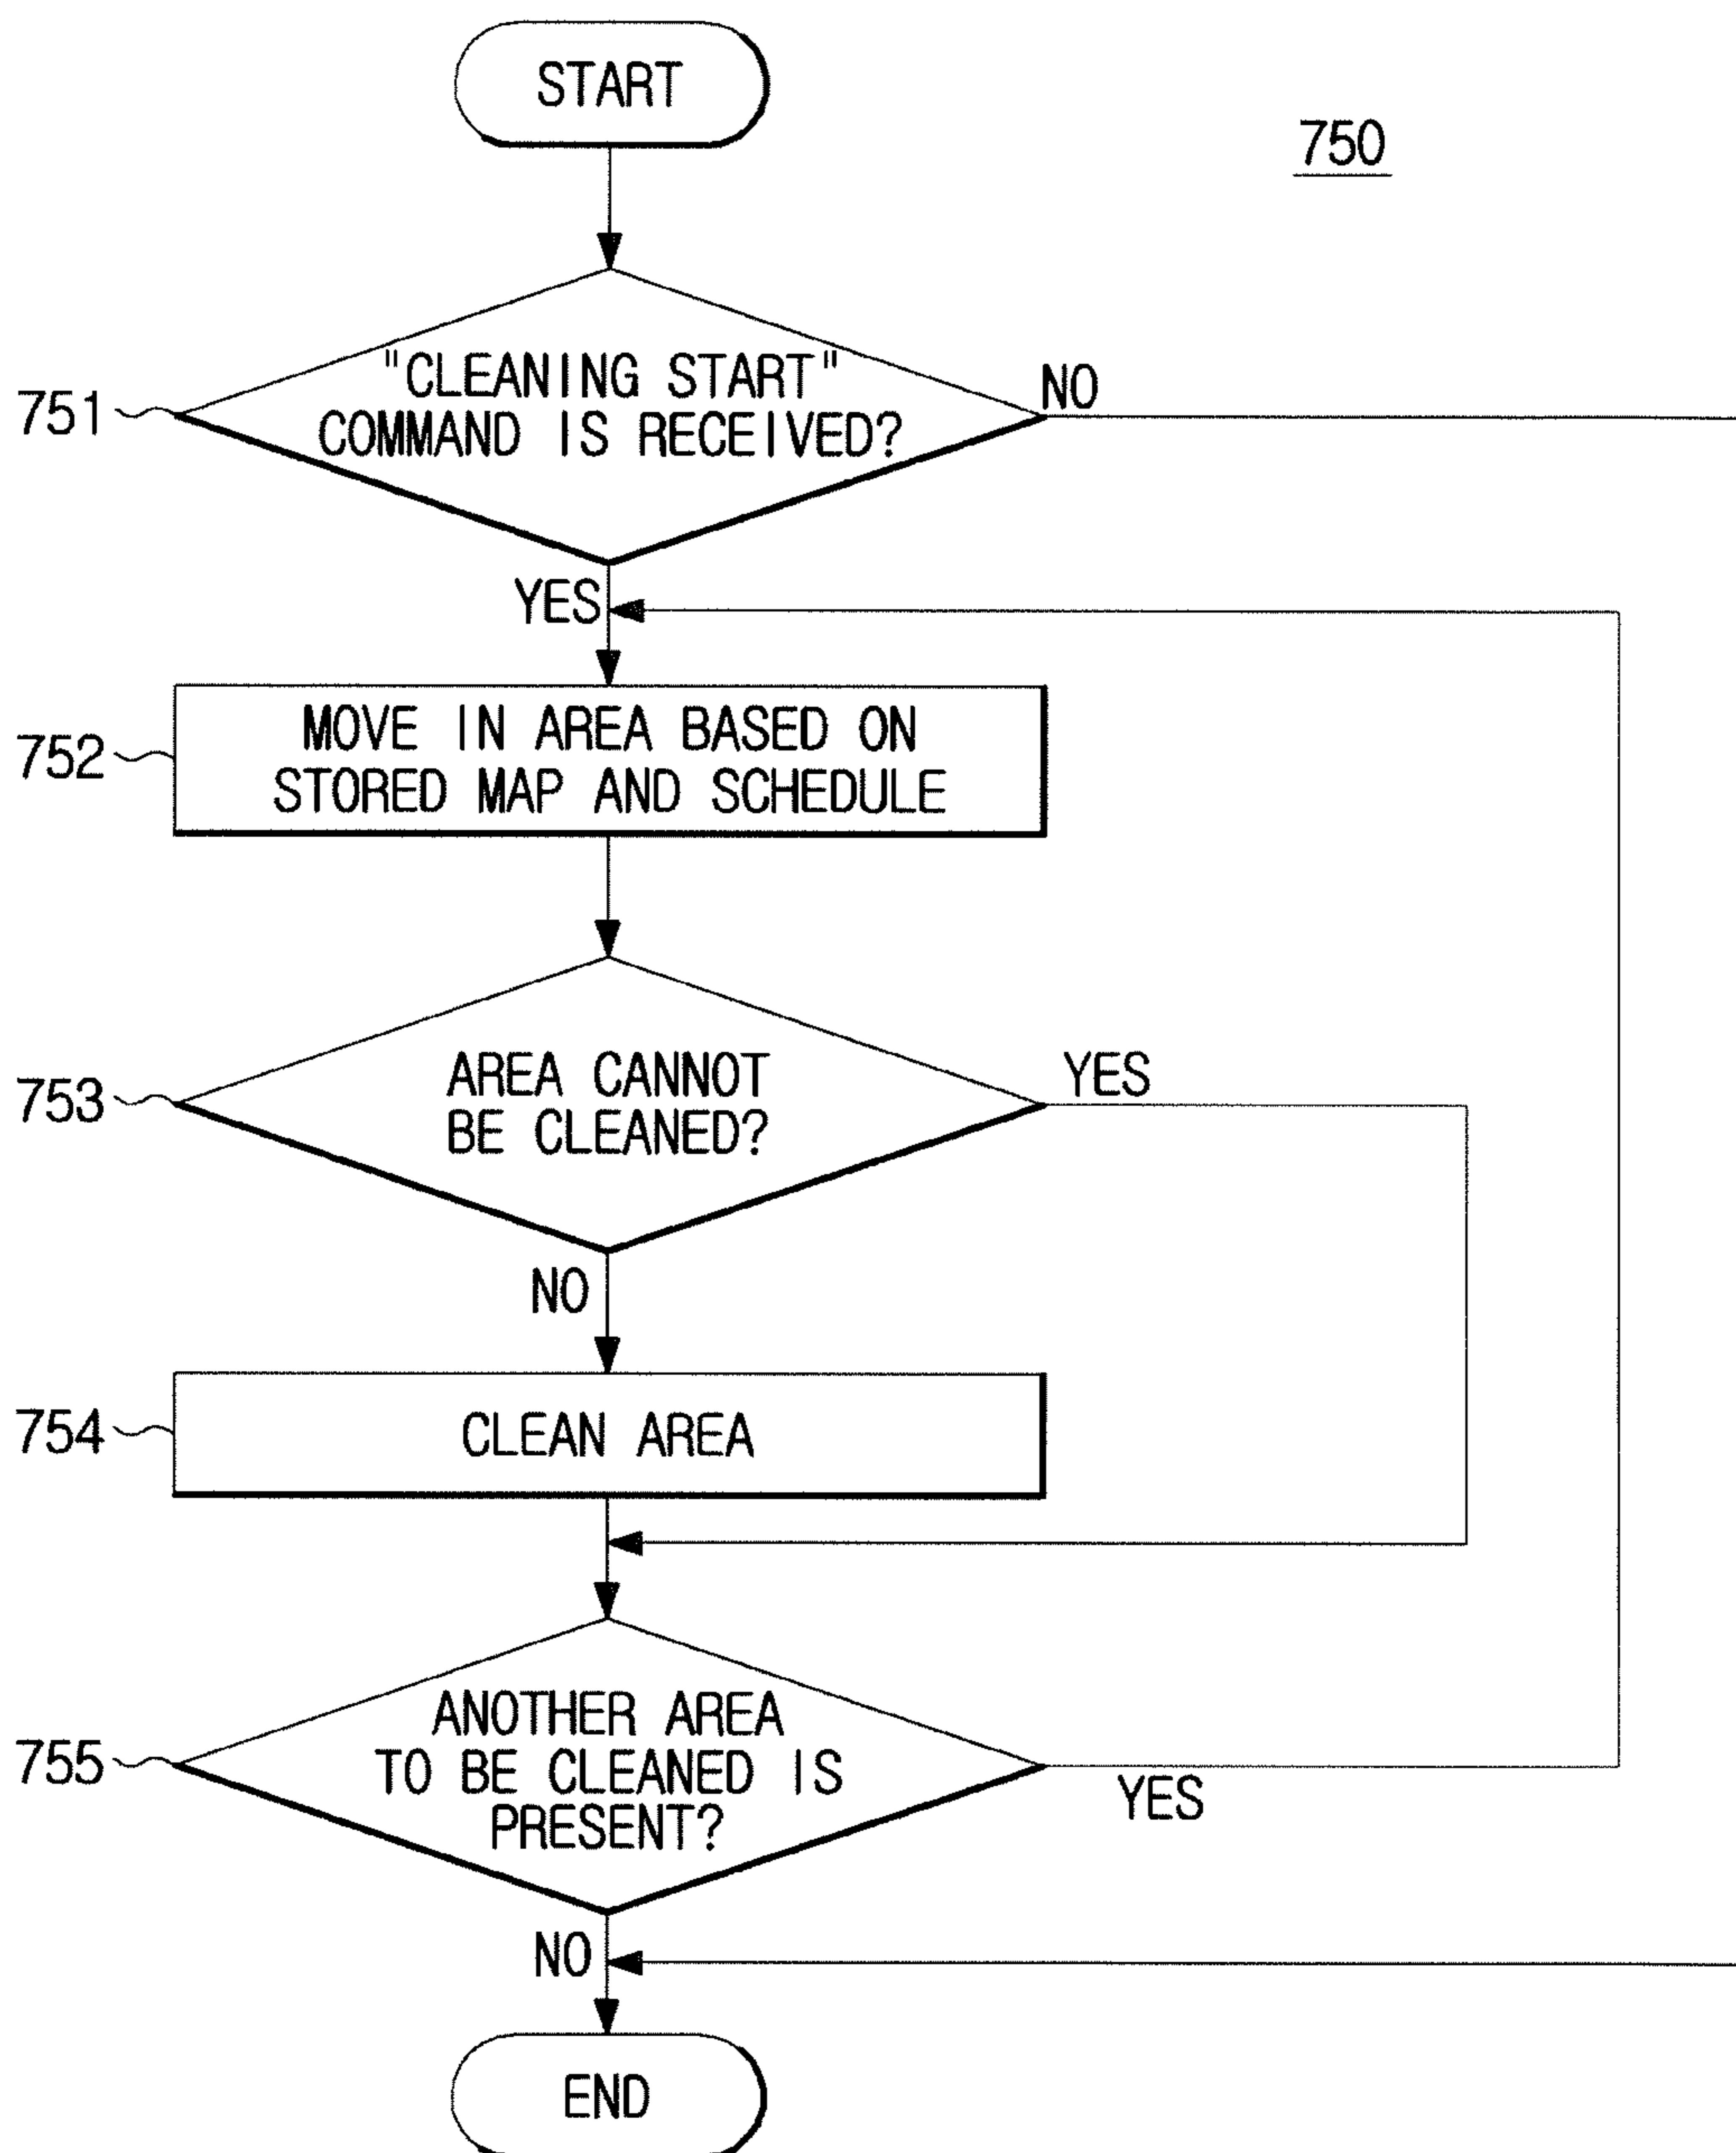 START
750
"CLEANING START"
COMMAND IS RECEIVED?
NO
751
YES
MOVE IN AREA BASED ON
STORED MAP AND SCHEDULE
752
AREA CANNOT
BE CLEANED?
YES
753
NO
CLEAN AREA
754
ANOTHER AREA
TO BE CLEANED IS
PRESENT?
755
YES
NO
END